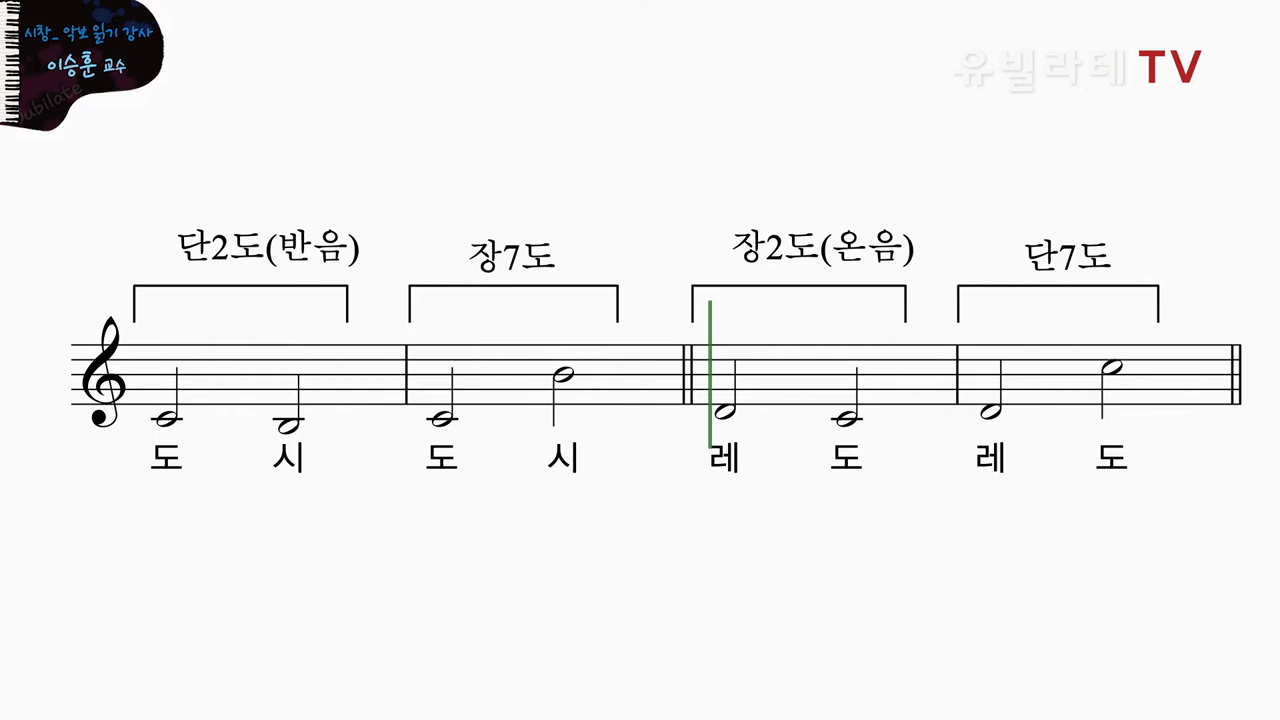 시창_ 악보 읽기 강사
이승훈 교수
Jubilate
유빌라테 TV
단2도(반음) 장7도 장2도(온음) 단7도
도 시 도 시 레 도 레 도